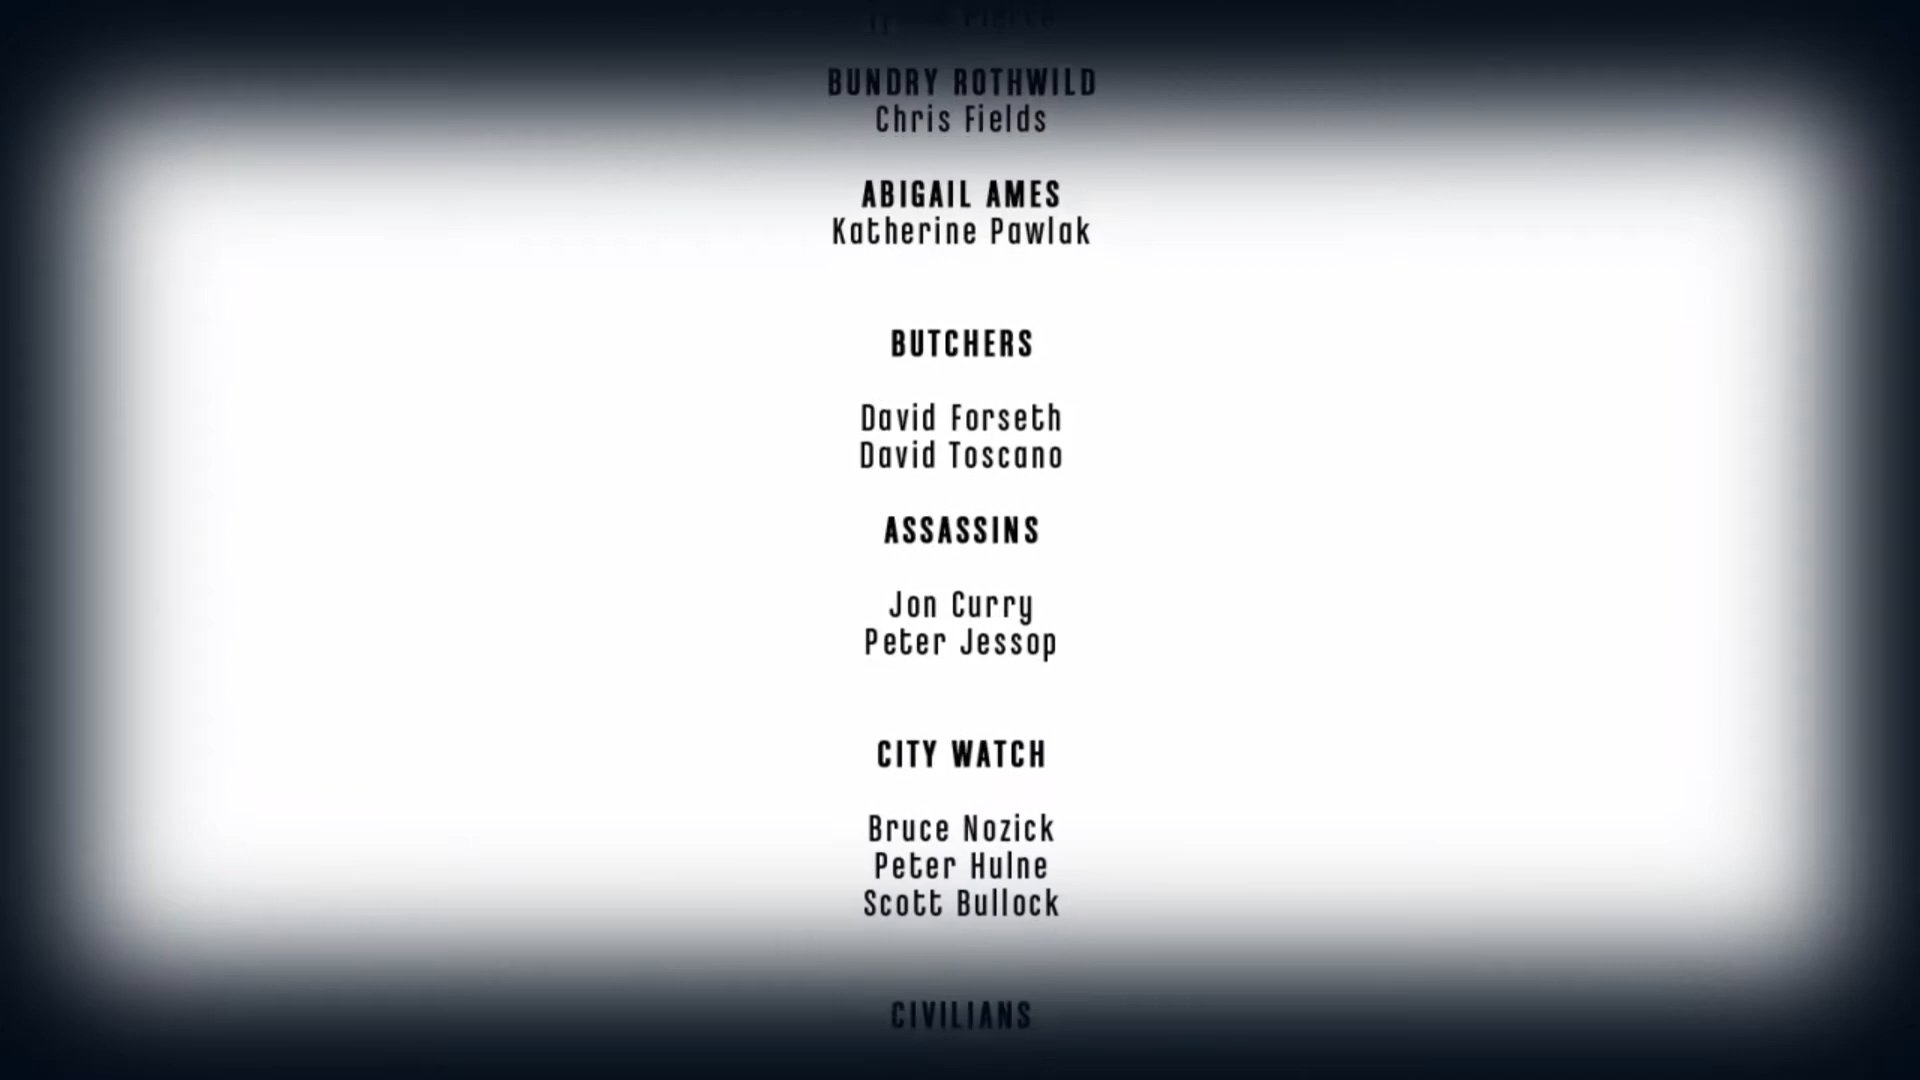 BUNDRY ROTHWILD
Chris Fields
ABIGAIL AMES
Katherine Pawlak
BUTCHERS
David Forseth
David Toscano
ASSASSINS
Jon Curry
Peter Jessop
CITY WATCH
Bruce Nozick
Peter Hulne
Scott Bullock
CIVILIANS